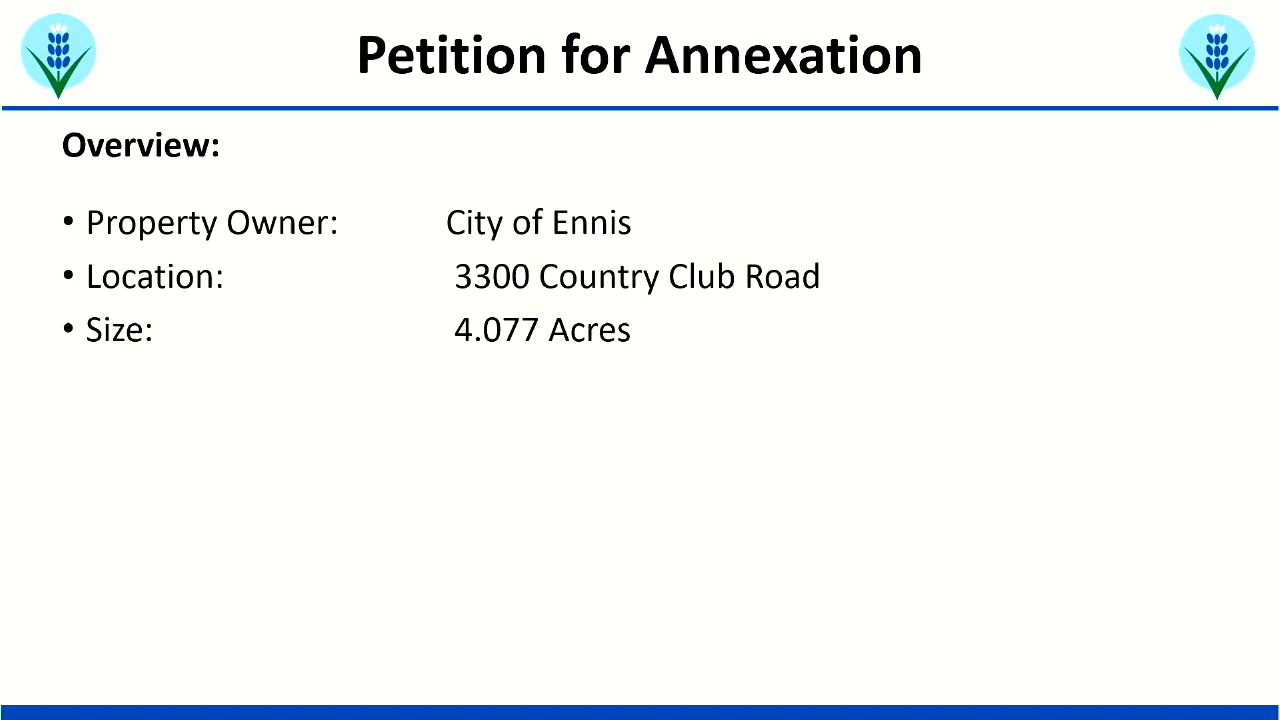 Petition for Annexation
Overview:
• Property Owner: City of Ennis
• Location: 3300 Country Club Road
• Size: 4.077 Acres